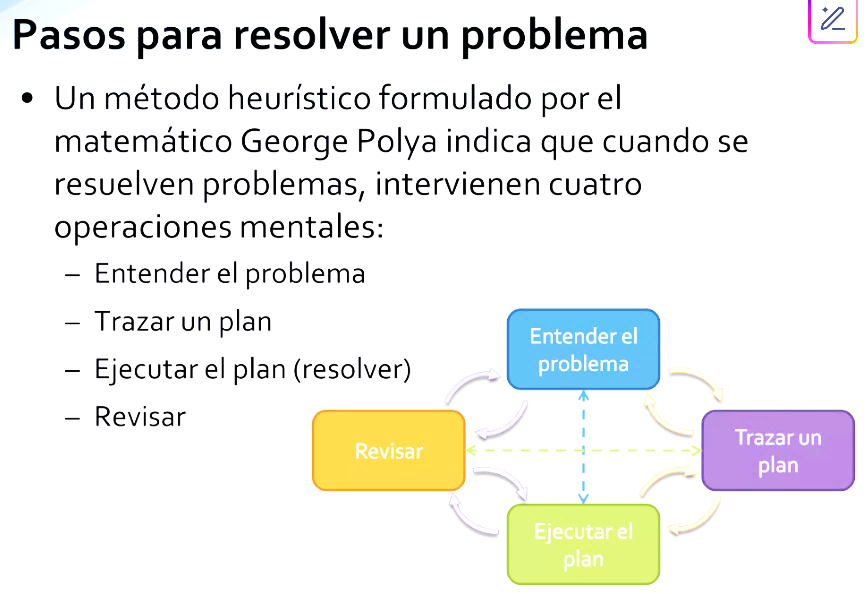 Pasos para resolver un problema
• Un método heurístico formulado por el
matemático George Polya indica que cuando se
resuelven problemas, intervienen cuatro
operaciones mentales:
– Entender el problema
– Trazar un plan
– Ejecutar el plan (resolver)
– Revisar
Entender el
problema
Trazar un
plan
Ejecutar el
plan
Revisar